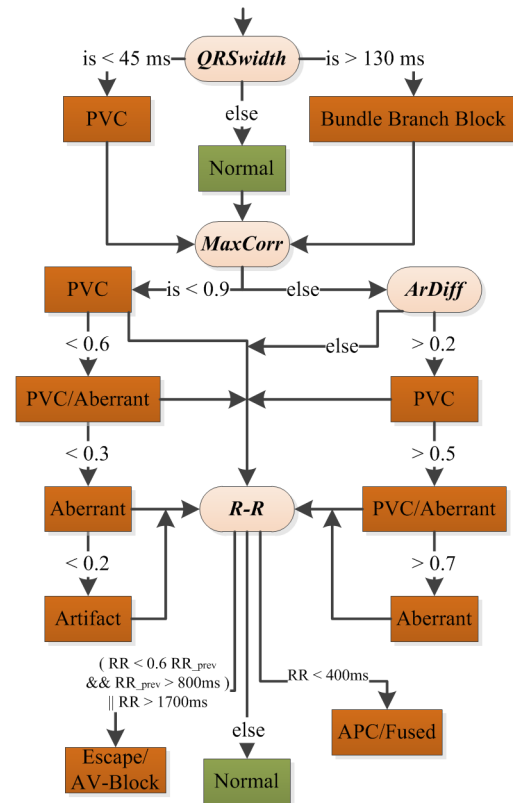 is < 45 ms
QRSwidth
is > 130 ms
PVC
else
Bundle Branch Block
Normal
MaxCorr
PVC
is < 0.9
else
ArDiff
< 0.6
else
> 0.2
PVC/Aberrant
PVC
< 0.3
> 0.5
Aberrant
R-R
PVC/Aberrant
< 0.2
> 0.7
Artifact
Aberrant
( RR < 0.6 RR_prev
&& RR_prev > 800ms )
|| RR > 1700ms
RR < 400ms
else
APC/Fused
Escape/
AV-Block
Normal